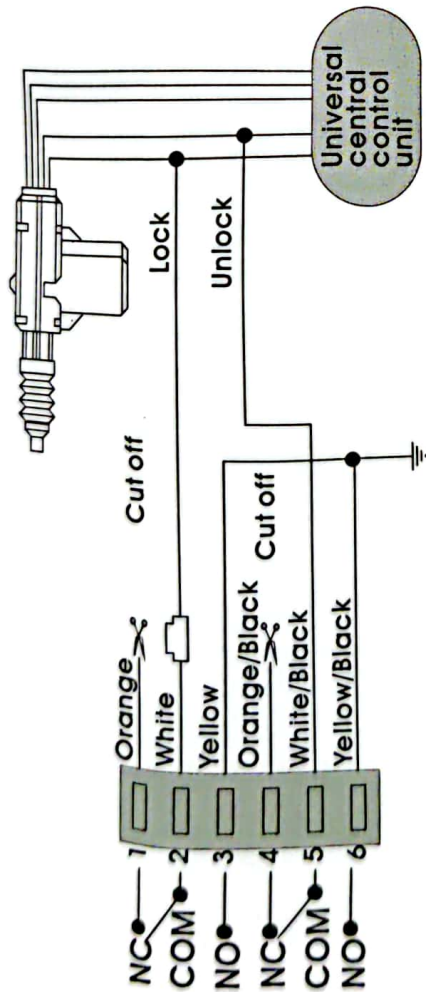 NC
1
Orange
Cut off
COM
2
White
Lock
NO
3
Yellow
NC
4
Orange/Black
Cut off
Unlock
COM
5
White/Black
NO
6
Yellow/Black
Universal
central
control
unit